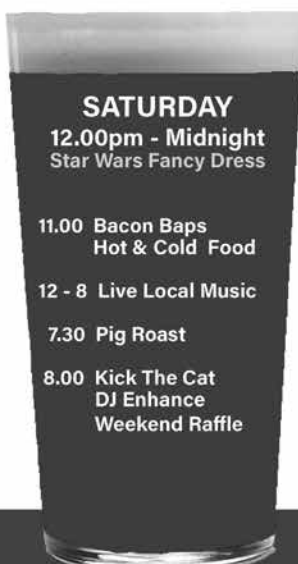 SATURDAY
12.00pm - Midnight
Star Wars Fancy Dress
11.00 Bacon Baps
Hot & Cold Food
12 - 8 Live Local Music
7.30 Pig Roast
8.00 Kick The Cat
DJ Enhance
Weekend Raffle